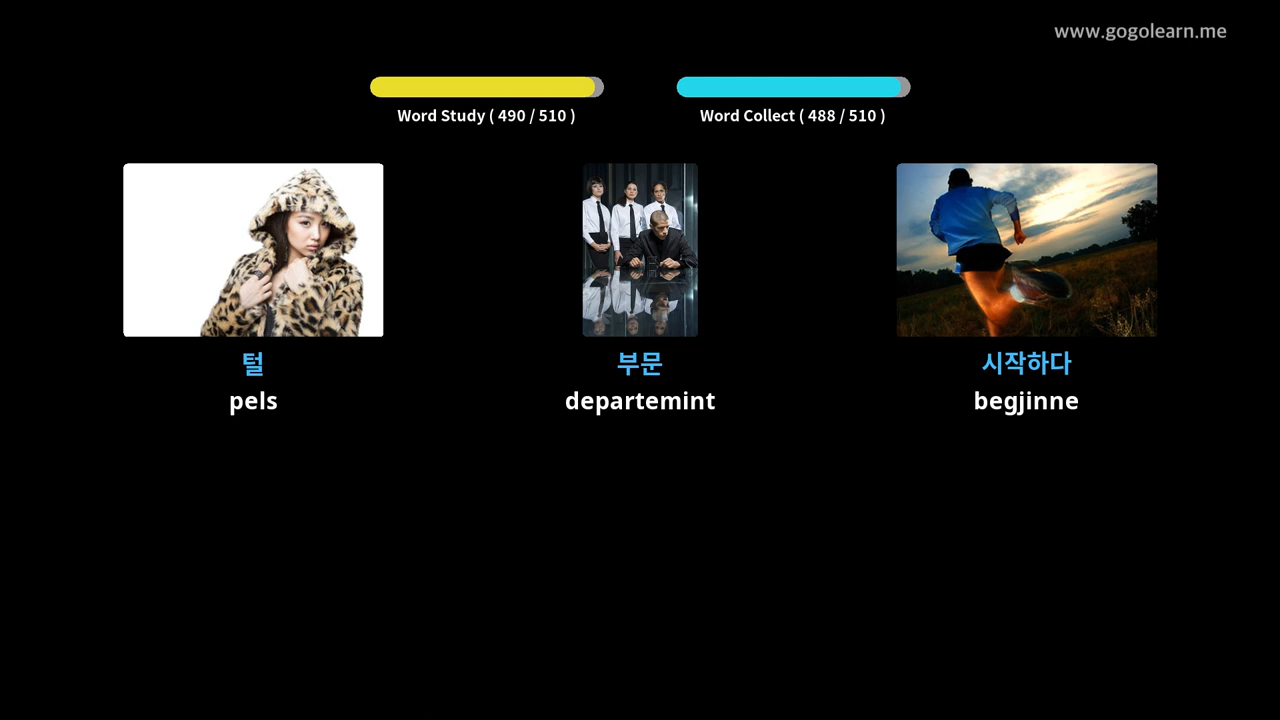 www.gogolearn.me
Word Study ( 490 / 510 )
Word Collect ( 488 / 510 )
털
pels
부문
departemint
시작하다
begjinne